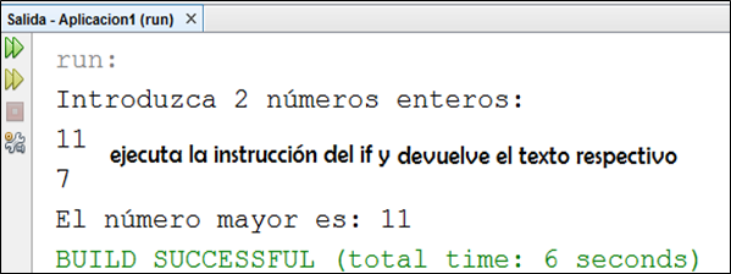 Salida - Aplicacion1 (run) ×
run:
Introduzca 2 números enteros:
11
ejecuta la instrucción del if y devuelve el texto respectivo
7
El número mayor es: 11
BUILD SUCCESSFUL (total time: 6 seconds)